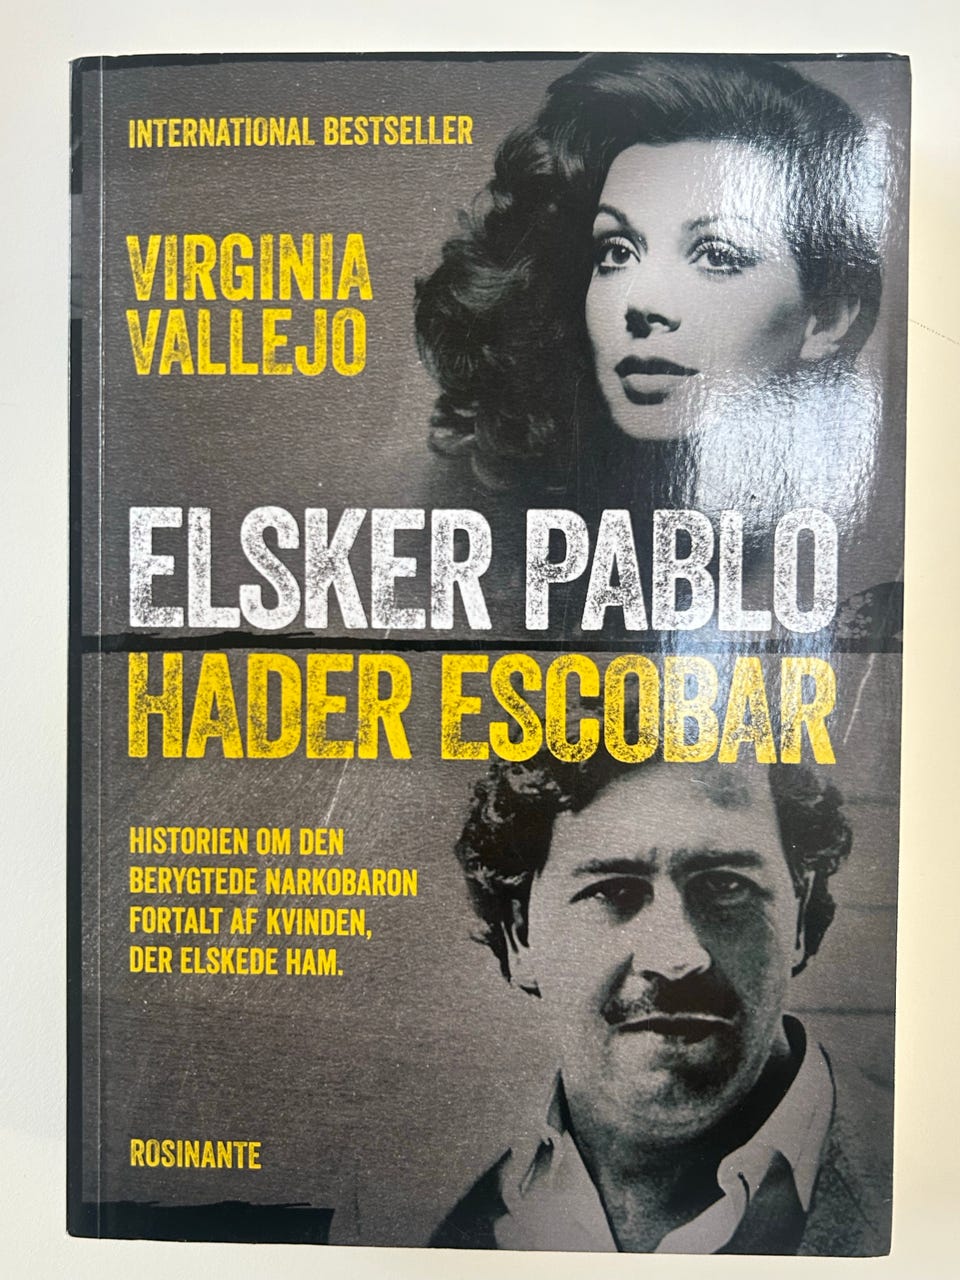 INTERNATIONAL BESTSELLER
VIRGINIA
VALLEJO
ELSKER PABLO
HADER ESCOBAR
HISTORIEN OM DEN
BERYGTEDE NARKOBARON
FORTALT AF KVINDEN,
DER ELSKEDE HAM.
ROSINANTE